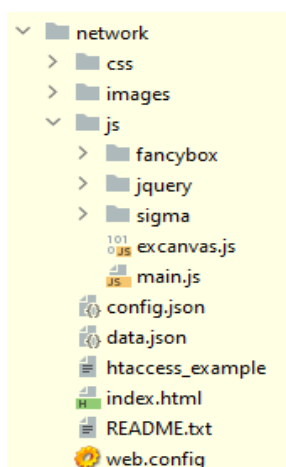 network
css
images
js
fancybox
jquery
sigma
excanvas.js
main.js
config.json
data.json
htaccess_example
index.html
README.txt
web.config